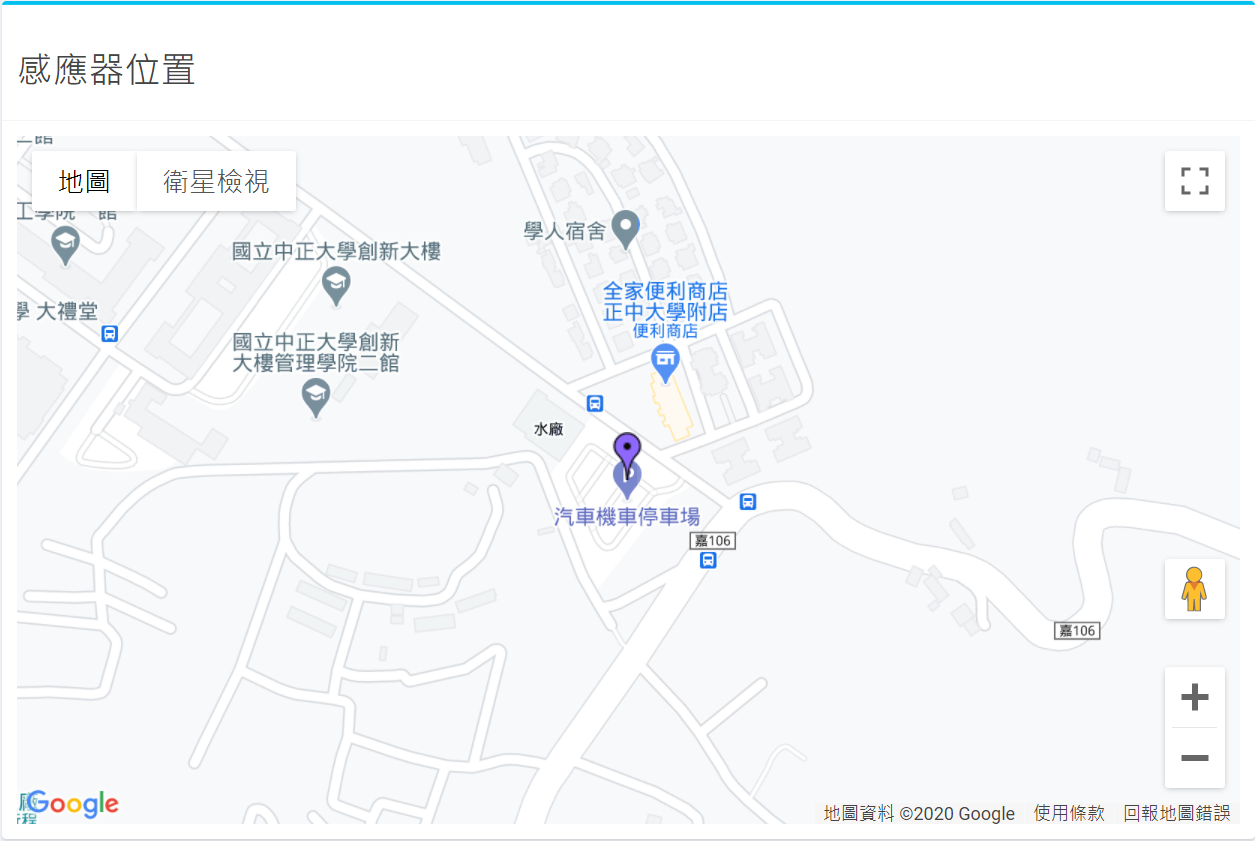 感應器位置
二館
地圖
衛星檢視
工學院 館
國立中正大學創新大樓
學人宿舍
全家便利商店
正中大學附店
便利商店
學 大禮堂
國立中正大學創新
大樓管理學院二館
水廠
P
汽車機車停車場
嘉106
嘉106
廠
程
Google
地圖資料 ©2020 Google
使用條款
回報地圖錯誤